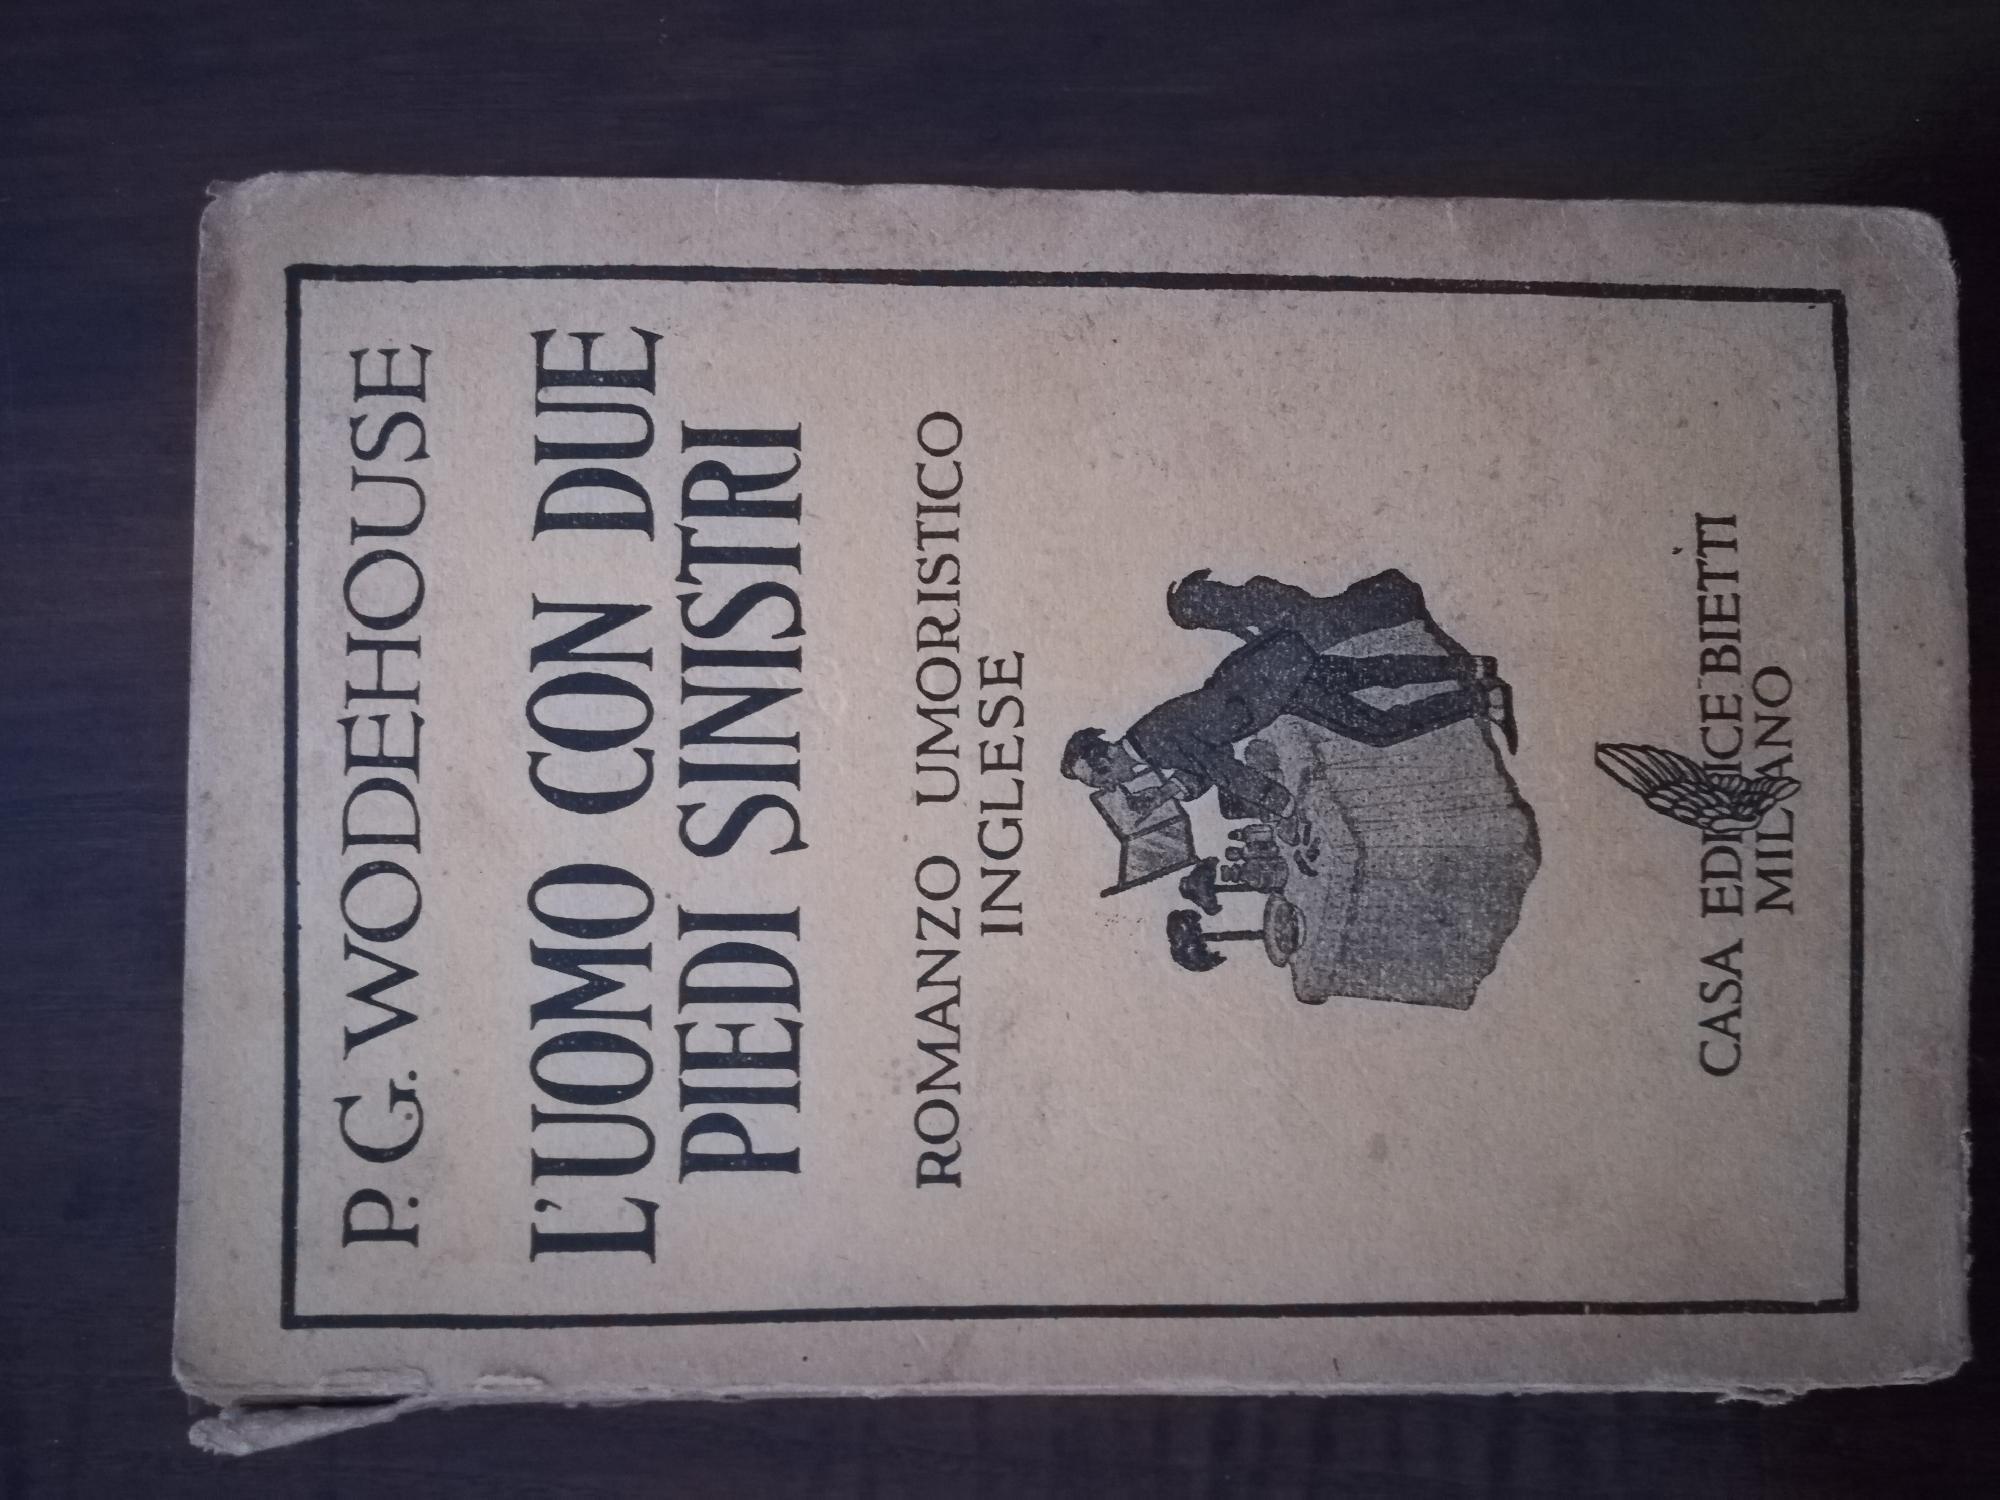 P. G. WODEHOUSE
L'UOMO CON DUE
PIEDI SINISTRI
ROMANZO UMORISTICO
INGLESE
CASA EDITRICE BIETTI
MILANO